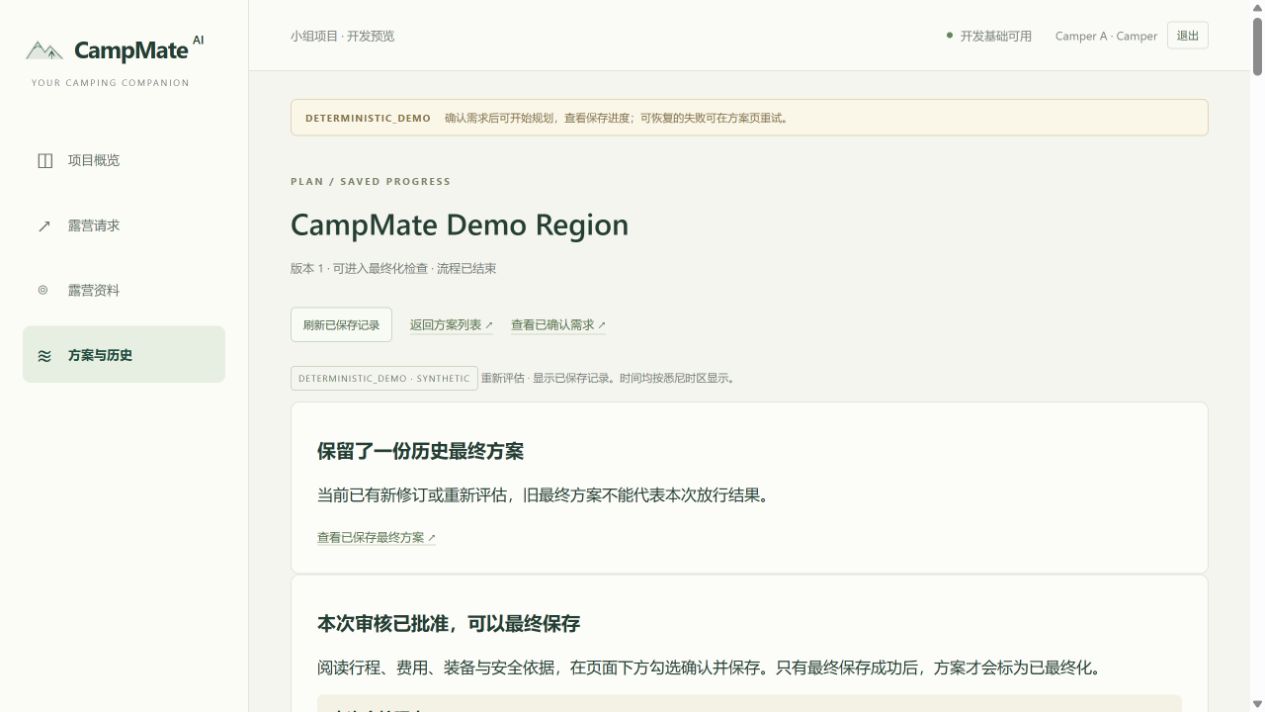 CampMate AI
YOUR CAMPING COMPANION
项目概览
露营请求
露营资料
方案与历史
小组项目 · 开发预览
开发基础可用
Camper A · Camper
退出
DETERMINISTIC_DEMO 确认需求后可开始规划，查看保存进度；可恢复的失败可在方案页重试。
PLAN / SAVED PROGRESS
CampMate Demo Region
版本 1 · 可进入最终化检查 · 流程已结束
刷新已保存记录 返回方案列表 ↗ 查看已确认需求 ↗
DETERMINISTIC_DEMO · SYNTHETIC 重新评估 · 显示已保存记录。时间均按悉尼时区显示。
保留了一份历史最终方案
当前已有新修订或重新评估，旧最终方案不能代表本次放行结果。
查看已保存最终方案 ↗
本次审核已批准，可以最终保存
阅读行程、费用、装备与安全依据，在页面下方勾选确认并保存。只有最终保存成功后，方案才会标为已最终化。